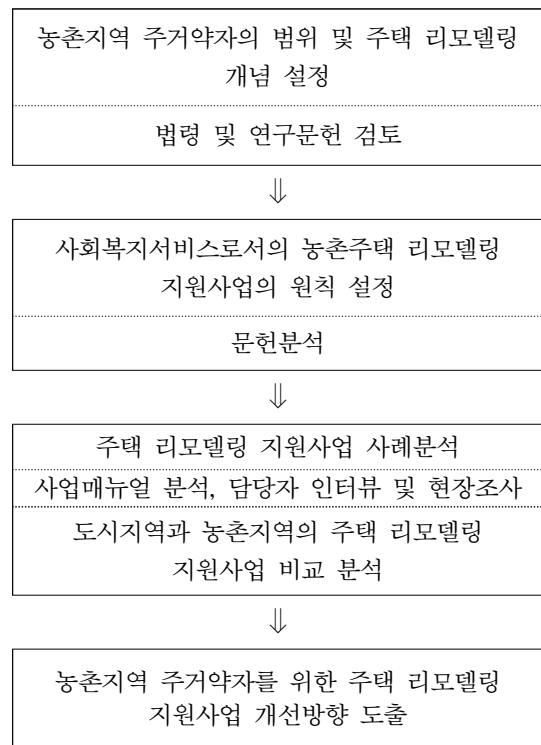 농촌지역 주거약자의 범위 및 주택 리모델링
개념 설정
법령 및 연구문헌 검토
⇓
사회복지서비스로서의 농촌주택 리모델링
지원사업의 원칙 설정
문헌분석
⇓
주택 리모델링 지원사업 사례분석
사업매뉴얼 분석, 담당자 인터뷰 및 현장조사
도시지역과 농촌지역의 주택 리모델링
지원사업 비교 분석
⇓
농촌지역 주거약자를 위한 주택 리모델링
지원사업 개선방향 도출